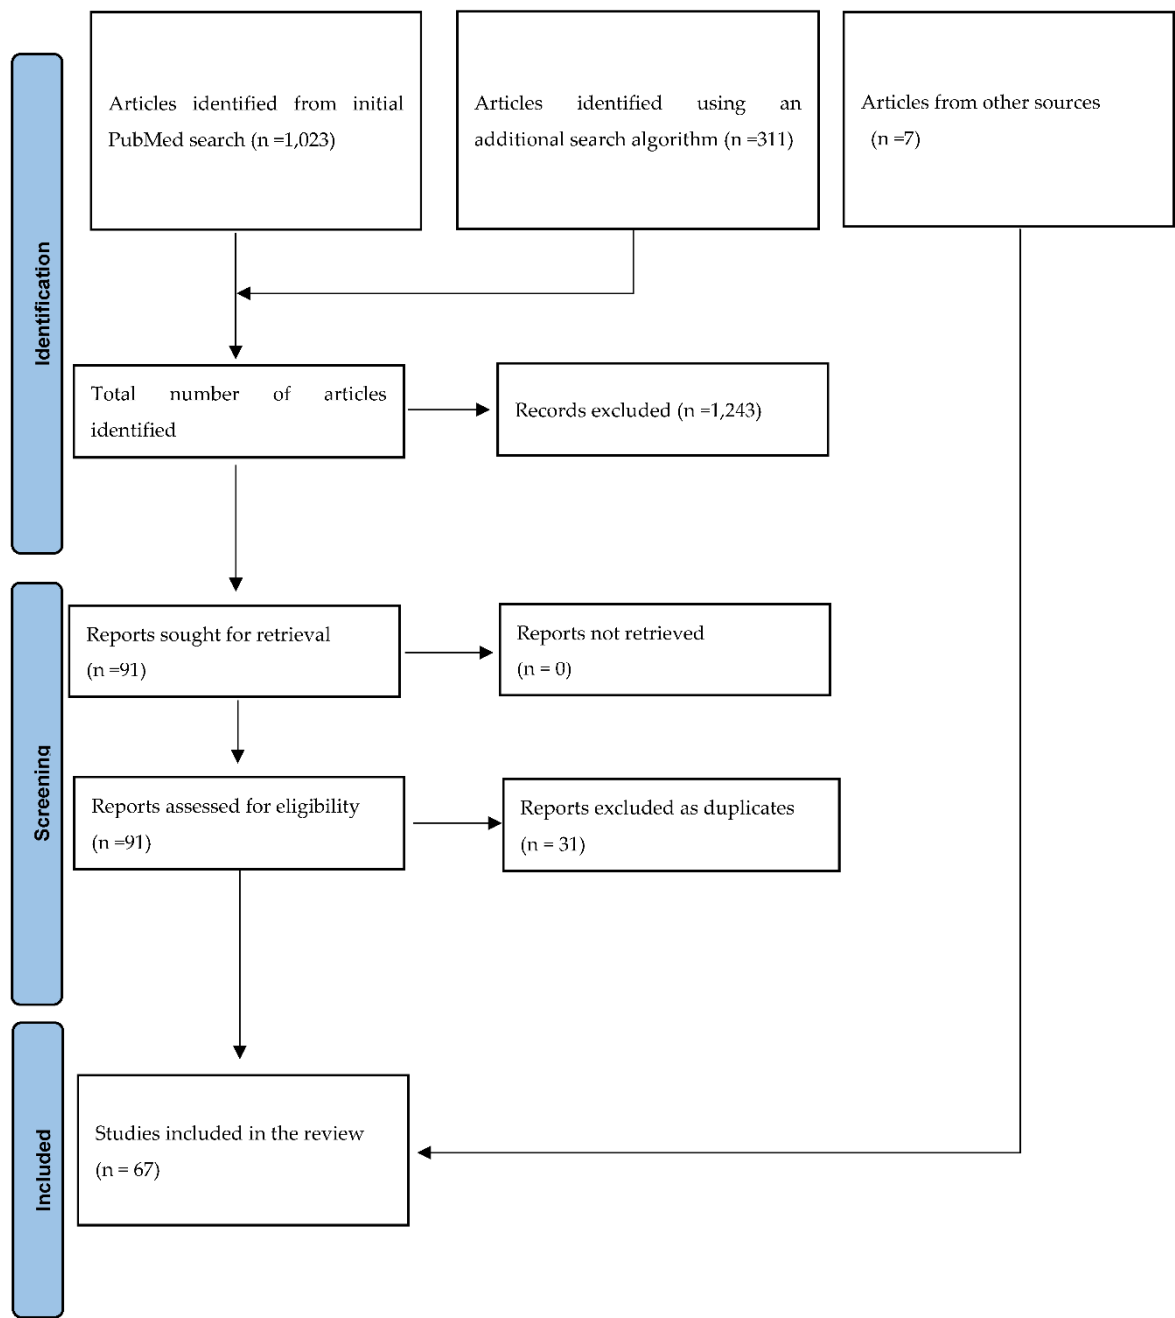 Articles identified from initial
PubMed search (n =1,023)
Articles identified using an
additional search algorithm (n =311)
Articles from other sources
(n =7)
Identification
Total number of articles
identified
Records excluded (n =1,243)
Screening
Reports sought for retrieval
(n =91)
Reports not retrieved
(n = 0)
Reports assessed for eligibility
(n =91)
Reports excluded as duplicates
(n = 31)
Included
Studies included in the review
(n = 67)